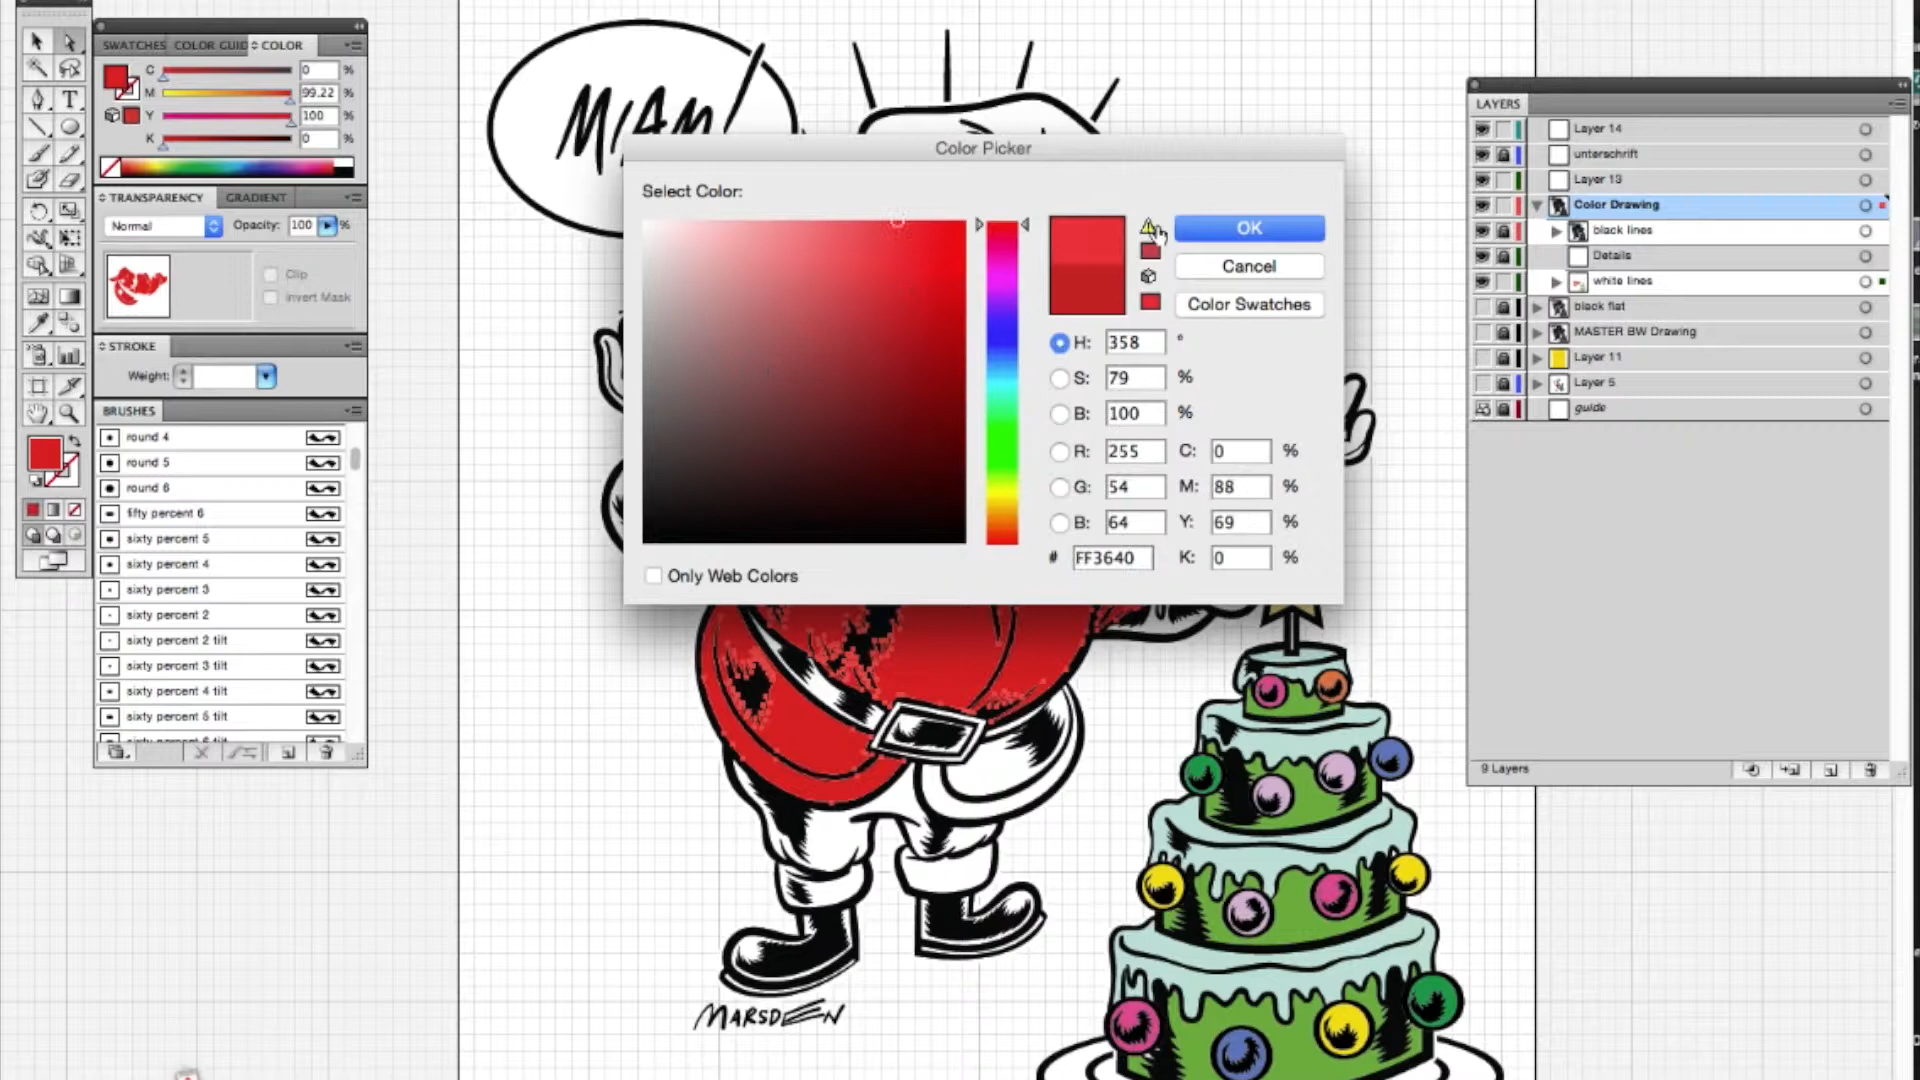 SWATCHES COLOR GUID COLOR
C 0 %
M 99.22 %
Y 100 %
K 0 %
TRANSPARENCY GRADIENT
Normal Opacity: 100 %
Clip
Invert Mask
STROKE
Weight:
BRUSHES
round 4
round 5
round 6
fifty percent 6
sixty percent 5
sixty percent 4
sixty percent 3
sixty percent 2
sixty percent 2 tilt
sixty percent 3 tilt
sixty percent 4 tilt
sixty percent 5 tilt
sixty percent 6 tilt
MIAM!
Color Picker
Select Color:
OK
Cancel
Color Swatches
H: 358 °
S: 79 %
B: 100 %
R: 255 C: 0 %
G: 54 M: 88 %
B: 64 Y: 69 %
# FF3640 K: 0 %
Only Web Colors
MARSDEN
LAYERS
Layer 14
unterschrift
Layer 13
Color Drawing
black lines
Details
white lines
black flat
MASTER BW Drawing
Layer 11
Layer 5
guide
9 Layers